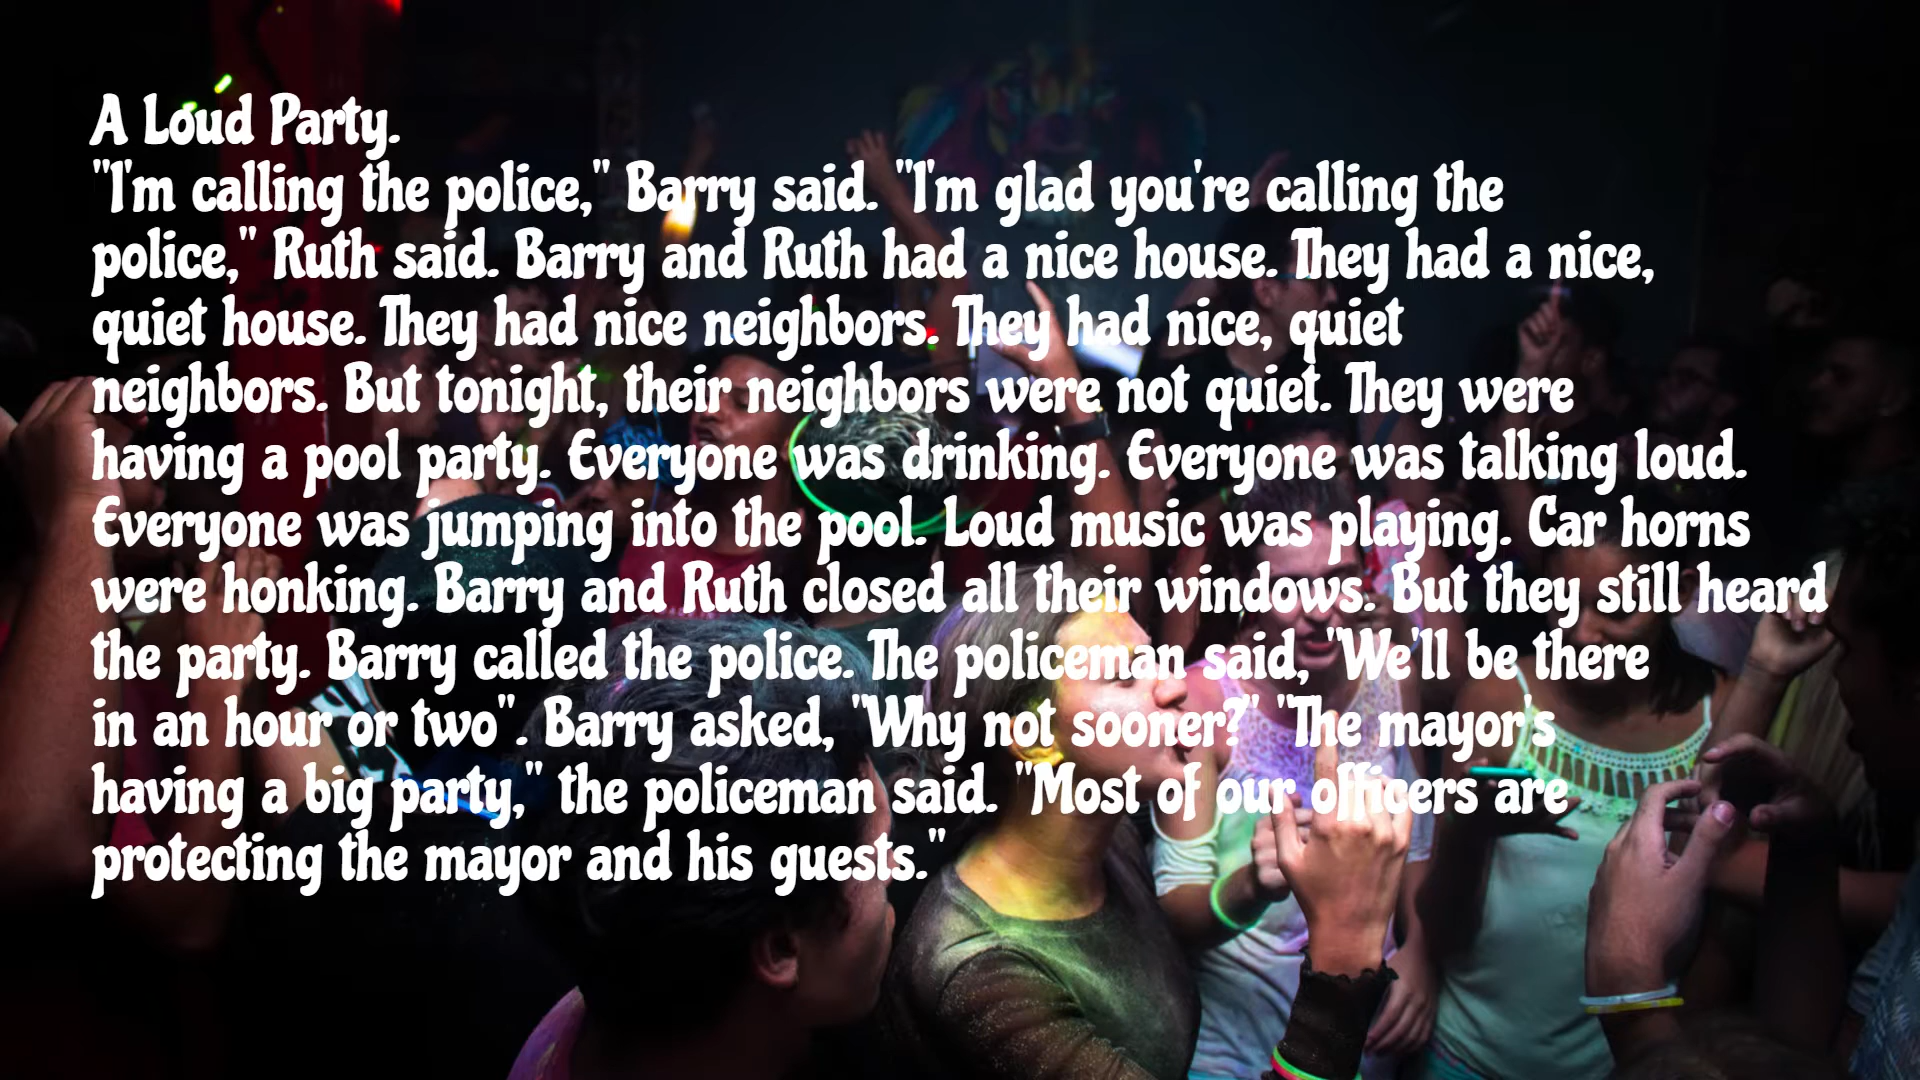 A Loud Party.
"I'm calling the police," Barry said. "I'm glad you're calling the
police," Ruth said. Barry and Ruth had a nice house. They had a nice,
quiet house. They had nice neighbors. They had nice, quiet
neighbors. But tonight, their neighbors were not quiet. They were
having a pool party. Everyone was drinking. Everyone was talking loud.
Everyone was jumping into the pool. Loud music was playing. Car horns
were honking. Barry and Ruth closed all their windows. But they still heard
the party. Barry called the police. The policeman said,"We'll be there
in an hour or two". Barry asked, "Why not sooner?" "The mayor's
having a big party," the policeman said. "Most of our officers are
protecting the mayor and his guests."